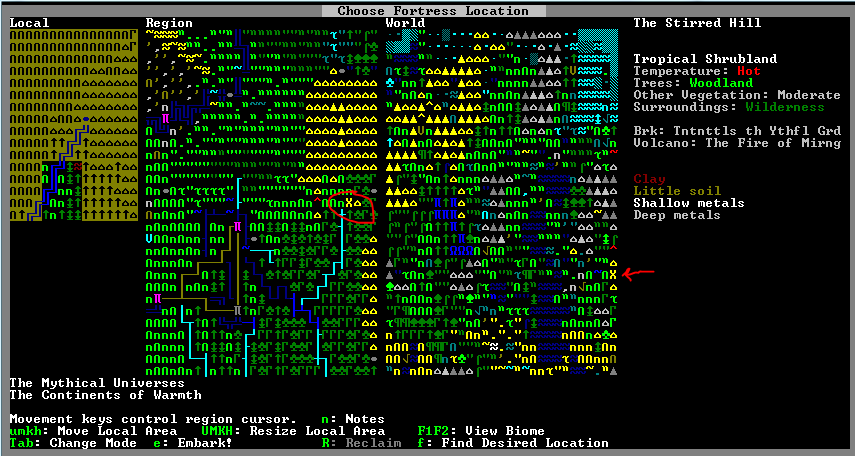 Choose Fortress Location
Local Region World The Stirred Hill
Tropical Shrubland
Temperature: Hot
Trees: Woodland
Other Vegetation: Moderate
Surroundings: Wilderness
Brk: Tntnttls th Ythfl Grd
Volcano: The Fire of Mirng
Clay
Little soil
Shallow metals
Deep metals
The Mythical Universes
The Continents of Warmth
Movement keys control region cursor. n: Notes
umkh: Move Local Area UMKH: Resize Local Area F1F2: View Biome
Tab: Change Mode e: Embark! R: Reclaim f: Find Desired Location